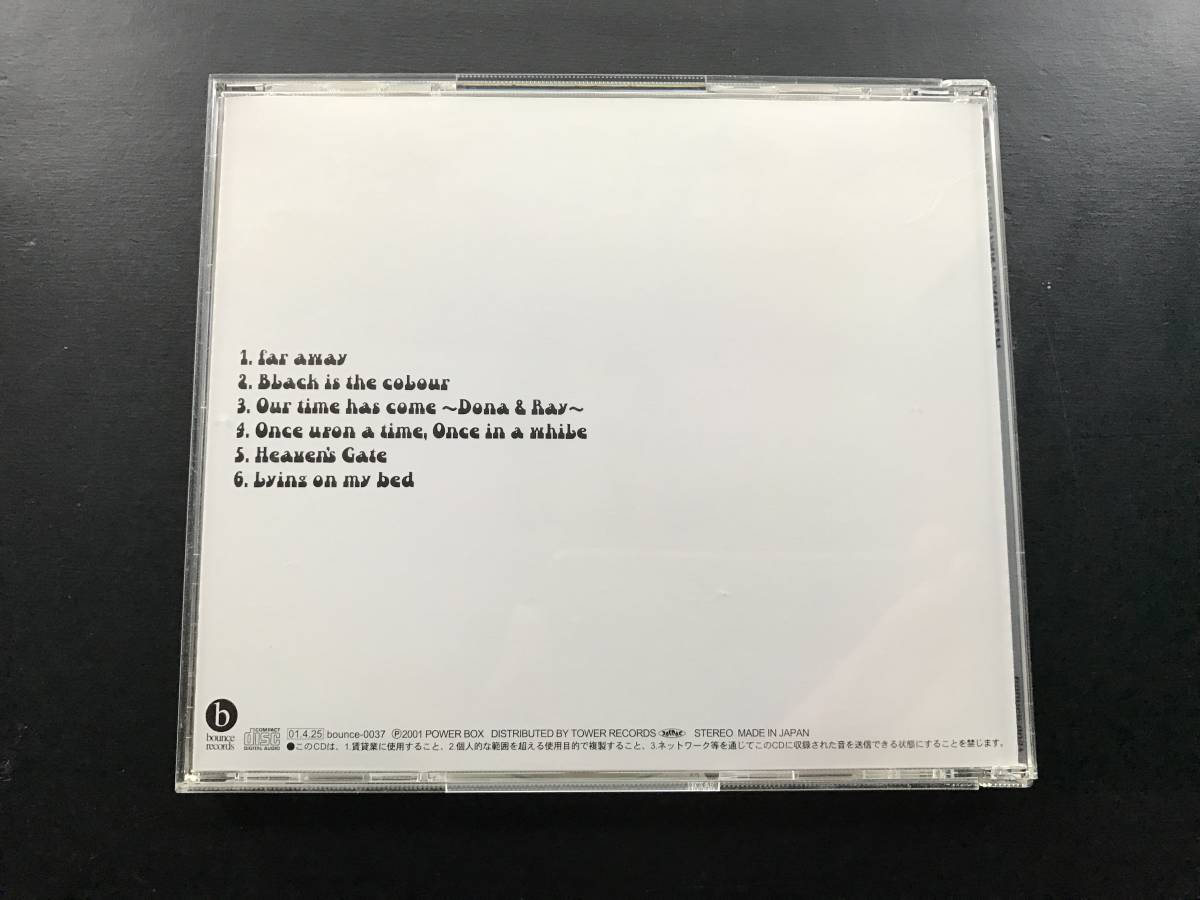 1. far away
2. Black is the colour
3. Our time has come ~Dona & Ray~
4. Once upon a time, Once in a while
5. Heaven's Gate
6. Lying on my bed
b
bounce
records
COMPACT
disc
DIGITAL AUDIO
01.4.25 bounce-0037 Ⓟ2001 POWER BOX DISTRIBUTED BY TOWER RECORDS STEREO MADE IN JAPAN
●このCDは、1.賃貸業に使用すること、2.個人的な範囲を超える使用目的で複製すること、3.ネットワーク等を通じてこのCDに収録された音を送信できる状態にすることを禁じます。